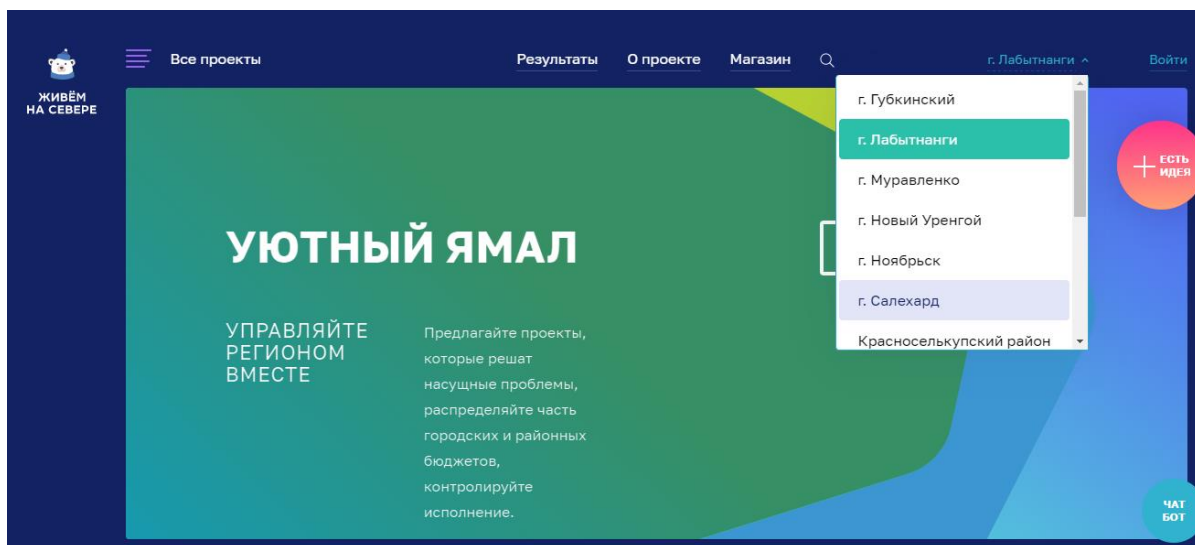 ЖИВЁМ
НА СЕВЕРЕ
Все проекты
Результаты
О проекте
Магазин
г. Лабытнанги
Войти
г. Губкинский
г. Лабытнанги
г. Муравленко
г. Новый Уренгой
г. Ноябрьск
г. Салехард
Красноселькупский район
ЕСТЬ
ИДЕЯ
УЮТНЫЙ ЯМАЛ
УПРАВЛЯЙТЕ
РЕГИОНОМ
ВМЕСТЕ
Предлагайте проекты,
которые решат
насущные проблемы,
распределяйте часть
городских и районных
бюджетов,
контролируйте
исполнение.
ЧАТ
БОТ